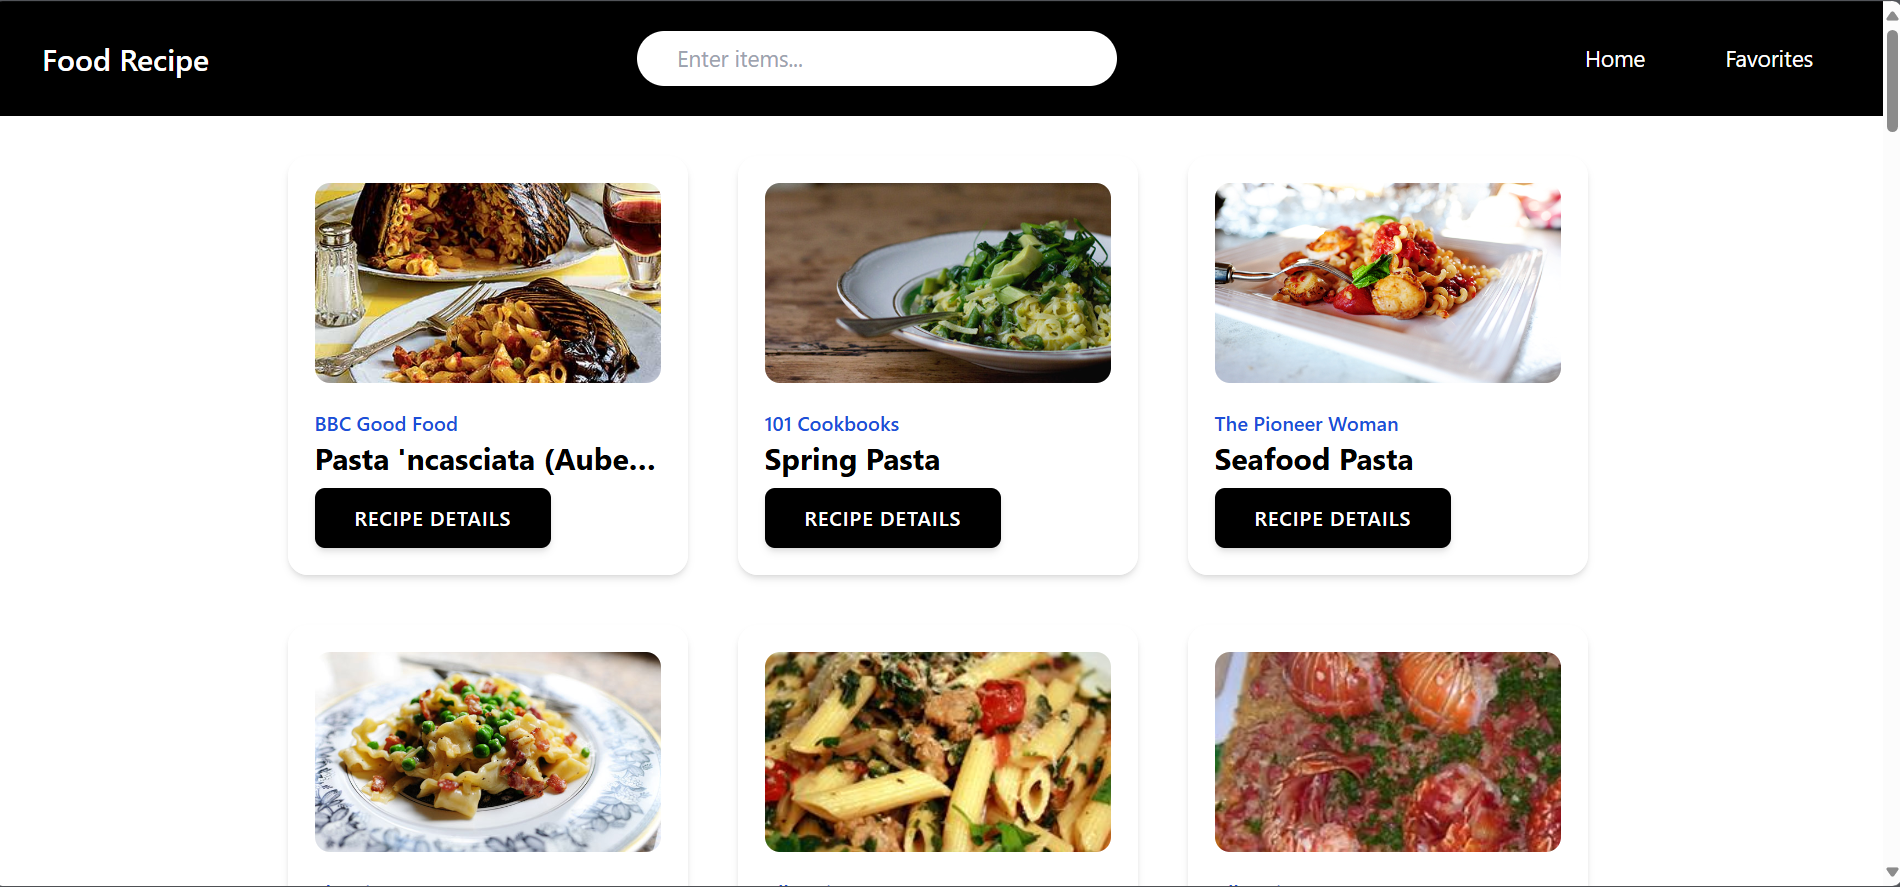 Food Recipe
Enter items...
Home
Favorites
BBC Good Food
Pasta 'ncasciata (Aube...
RECIPE DETAILS
101 Cookbooks
Spring Pasta
RECIPE DETAILS
The Pioneer Woman
Seafood Pasta
RECIPE DETAILS